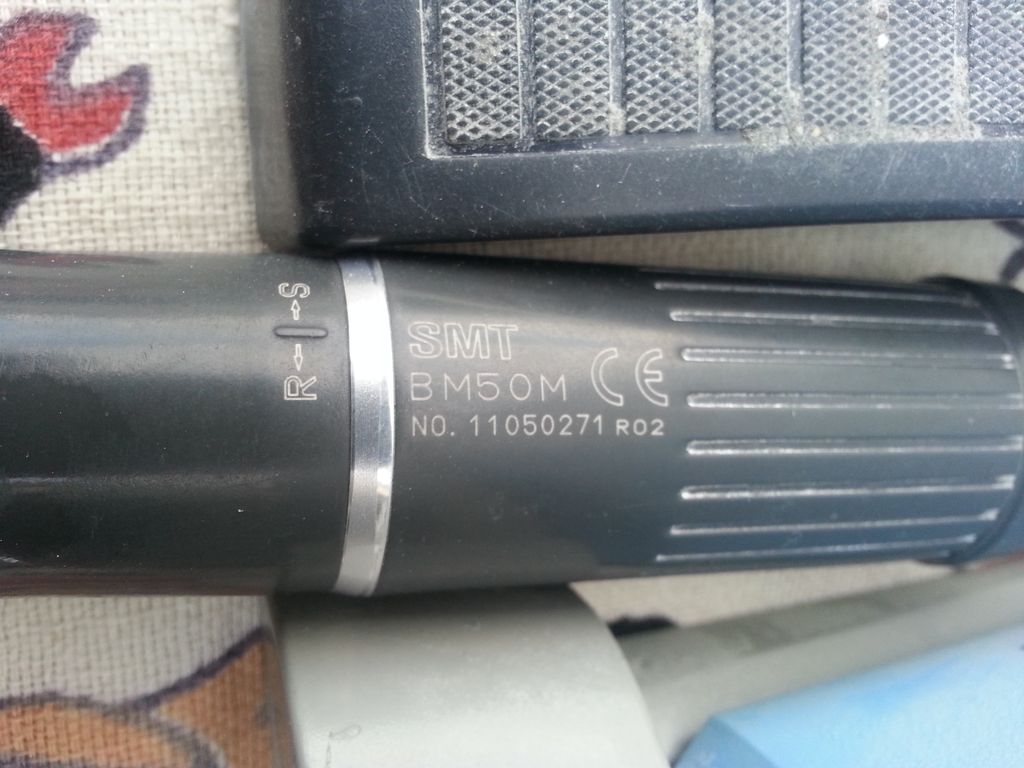 R ← | → S
SMT
BM50M CE
NO. 11050271 R02